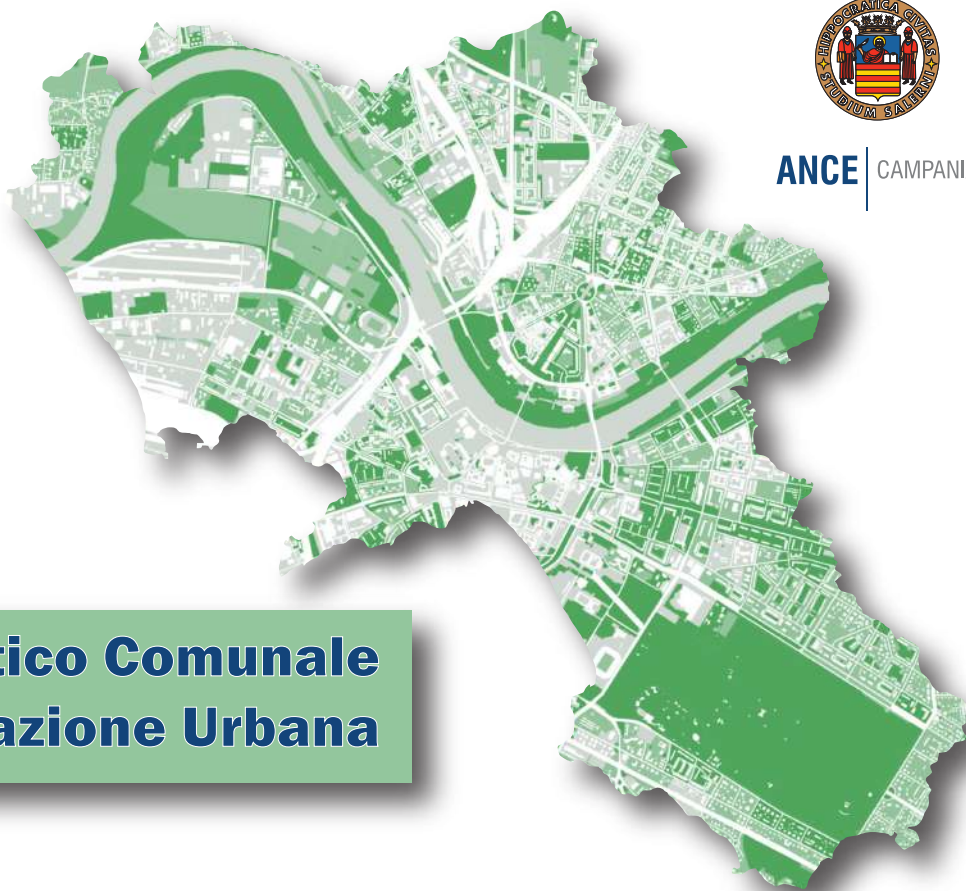 HIPPOCRATICA CIVITAS
STUDIUM SALERNI
ANCE CAMPANI
tico Comunale
azione Urbana